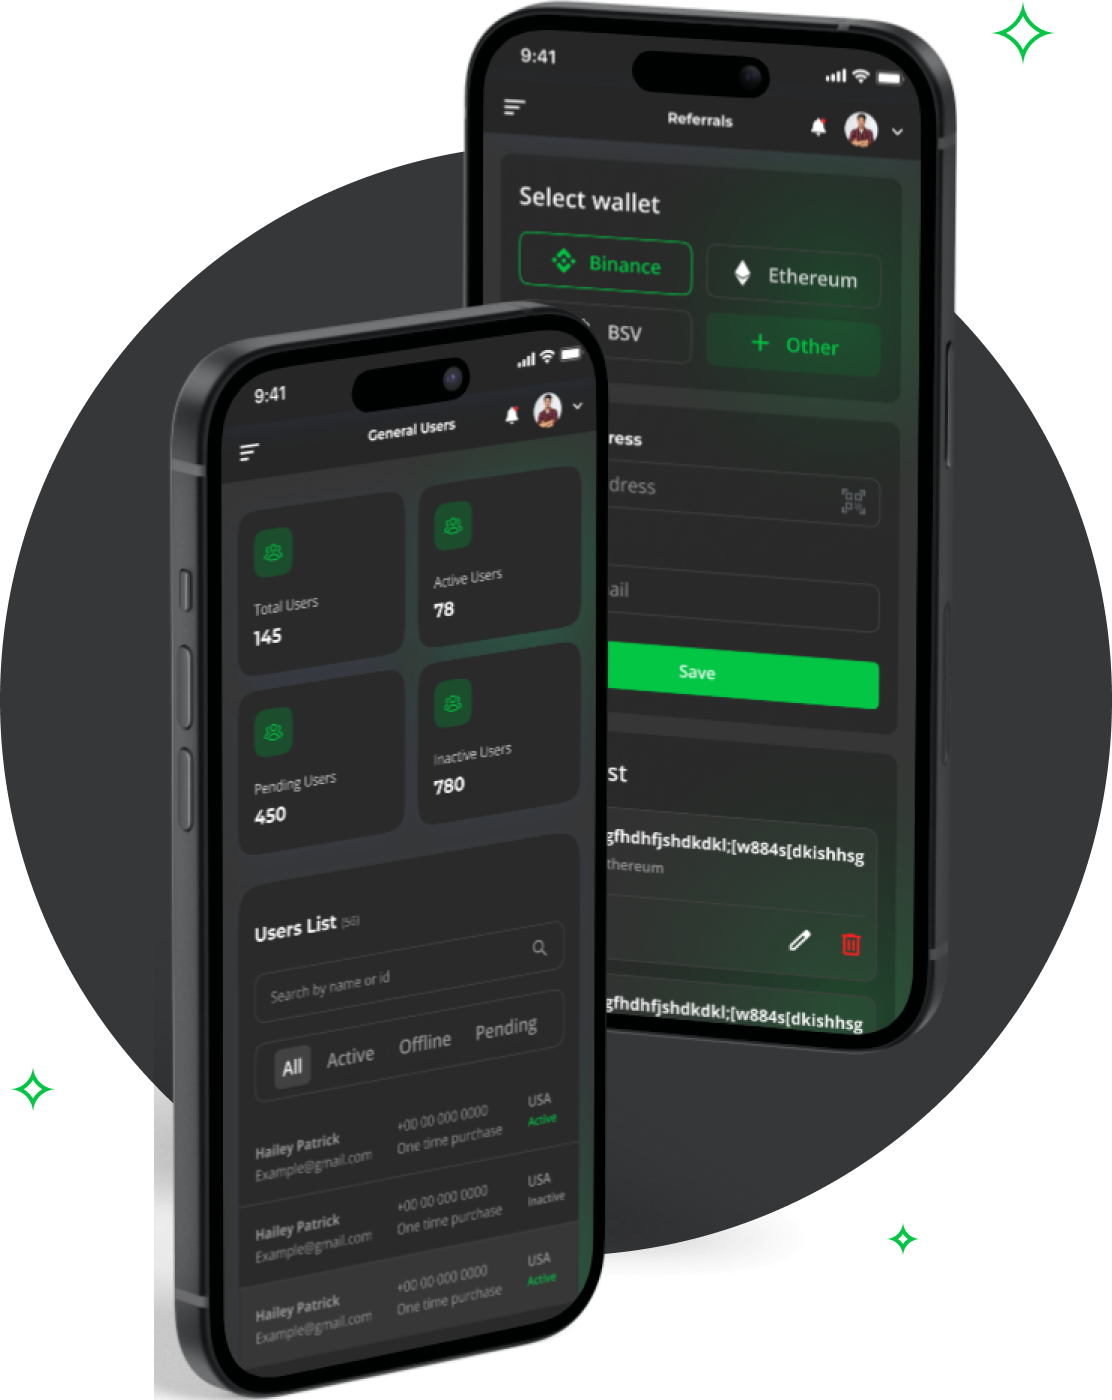 9:41
Referrals
Select wallet
Binance
Ethereum
BSV
+ Other
ress
dress
ail
Save
st
gfhdhfjshdkdkl;[w884s[dkishhsg
thereum
gfhdhfjshdkdkl;[w884s[dkishhsg
9:41
General Users
Total Users
145
Active Users
78
Pending Users
450
Inactive Users
780
Users List (58)
Search by name or id
All Active Offline Pending
Hailey Patrick +00 00 000 0000 USA
Example@gmail.com One time purchase Active
Hailey Patrick +00 00 000 0000 USA
Example@gmail.com One time purchase Inactive
Hailey Patrick +00 00 000 0000 USA
Example@gmail.com One time purchase Active